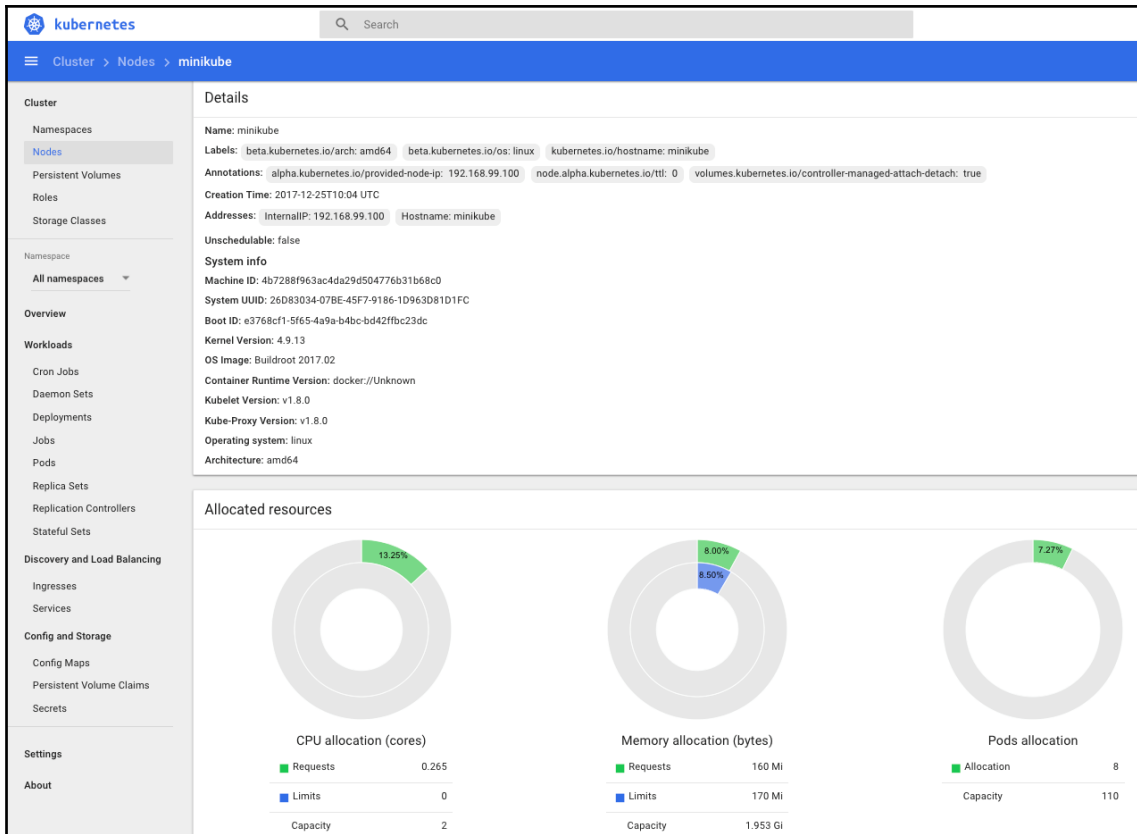 kubernetes
Search
Cluster > Nodes > minikube
Cluster
Namespaces
Nodes
Persistent Volumes
Roles
Storage Classes
Namespace
All namespaces
Overview
Workloads
Cron Jobs
Daemon Sets
Deployments
Jobs
Pods
Replica Sets
Replication Controllers
Stateful Sets
Discovery and Load Balancing
Ingresses
Services
Config and Storage
Config Maps
Persistent Volume Claims
Secrets
Settings
About
Details
Name: minikube
Labels: beta.kubernetes.io/arch: amd64 beta.kubernetes.io/os: linux kubernetes.io/hostname: minikube
Annotations: alpha.kubernetes.io/provided-node-ip: 192.168.99.100 node.alpha.kubernetes.io/ttl: 0 volumes.kubernetes.io/controller-managed-attach-detach: true
Creation Time: 2017-12-25T10:04 UTC
Addresses: InternalIP: 192.168.99.100 Hostname: minikube
Unschedulable: false
System info
Machine ID: 4b7288f963ac4da29d504776b31b68c0
System UUID: 26D83034-07BE-45F7-9186-1D963D81D1FC
Boot ID: e3768cf1-5f65-4a9a-b4bc-bd42ffbc23dc
Kernel Version: 4.9.13
OS Image: Buildroot 2017.02
Container Runtime Version: docker://Unknown
Kubelet Version: v1.8.0
Kube-Proxy Version: v1.8.0
Operating system: linux
Architecture: amd64
Allocated resources
13.25%
CPU allocation (cores)
Requests 0.265
Limits 0
Capacity 2
8.00%
8.50%
Memory allocation (bytes)
Requests 160 Mi
Limits 170 Mi
Capacity 1.953 Gi
7.27%
Pods allocation
Allocation 8
Capacity 110